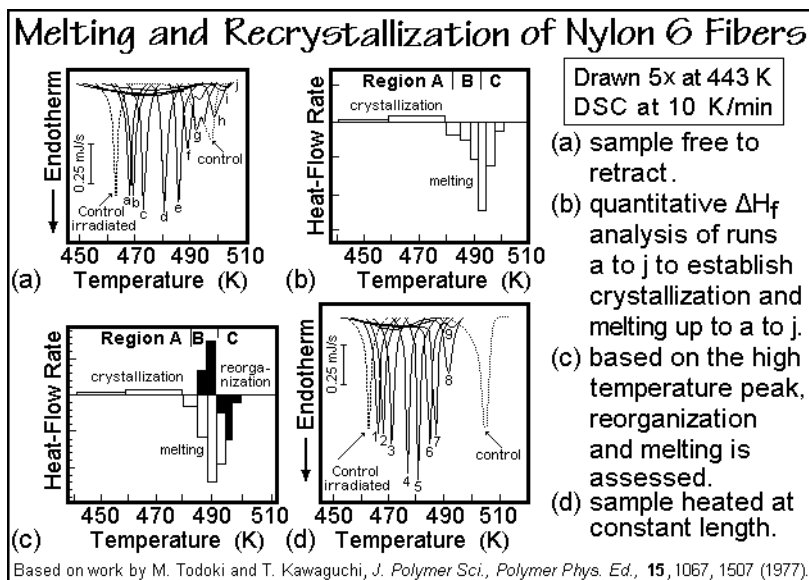 Melting and Recrystallization of Nylon 6 Fibers
Drawn 5x at 443 K
DSC at 10 K/min
Endotherm
0.25 mJ/s
j
i
h
g
f
control
Control
irradiated
a b c d e
450 470 490 510
(a) Temperature (K)
Heat-Flow Rate
Region A B C
crystallization
melting
450 470 490 510
(b) Temperature (K)
Heat-Flow Rate
Region A B C
crystallization
reorga-
nization
melting
450 470 490 510
(c) Temperature (K)
Endotherm
0.25 mJ/s
9
8
1 2 3 6 7
4 5
Control
irradiated
control
450 470 490 510
(d) Temperature (K)
(a) sample free to
retract.
(b) quantitative ΔHf
analysis of runs
a to j to establish
crystallization and
melting up to a to j.
(c) based on the high
temperature peak,
reorganization
and melting is
assessed.
(d) sample heated at
constant length.
Based on work by M. Todoki and T. Kawaguchi, J. Polymer Sci., Polymer Phys. Ed., 15, 1067, 1507 (1977).